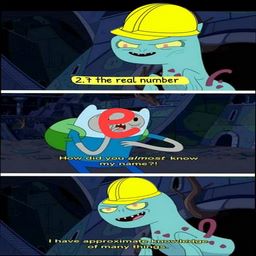 2.7 the real number
e
How did you almost know
my name?!
I have approximate knowledge
of many things.